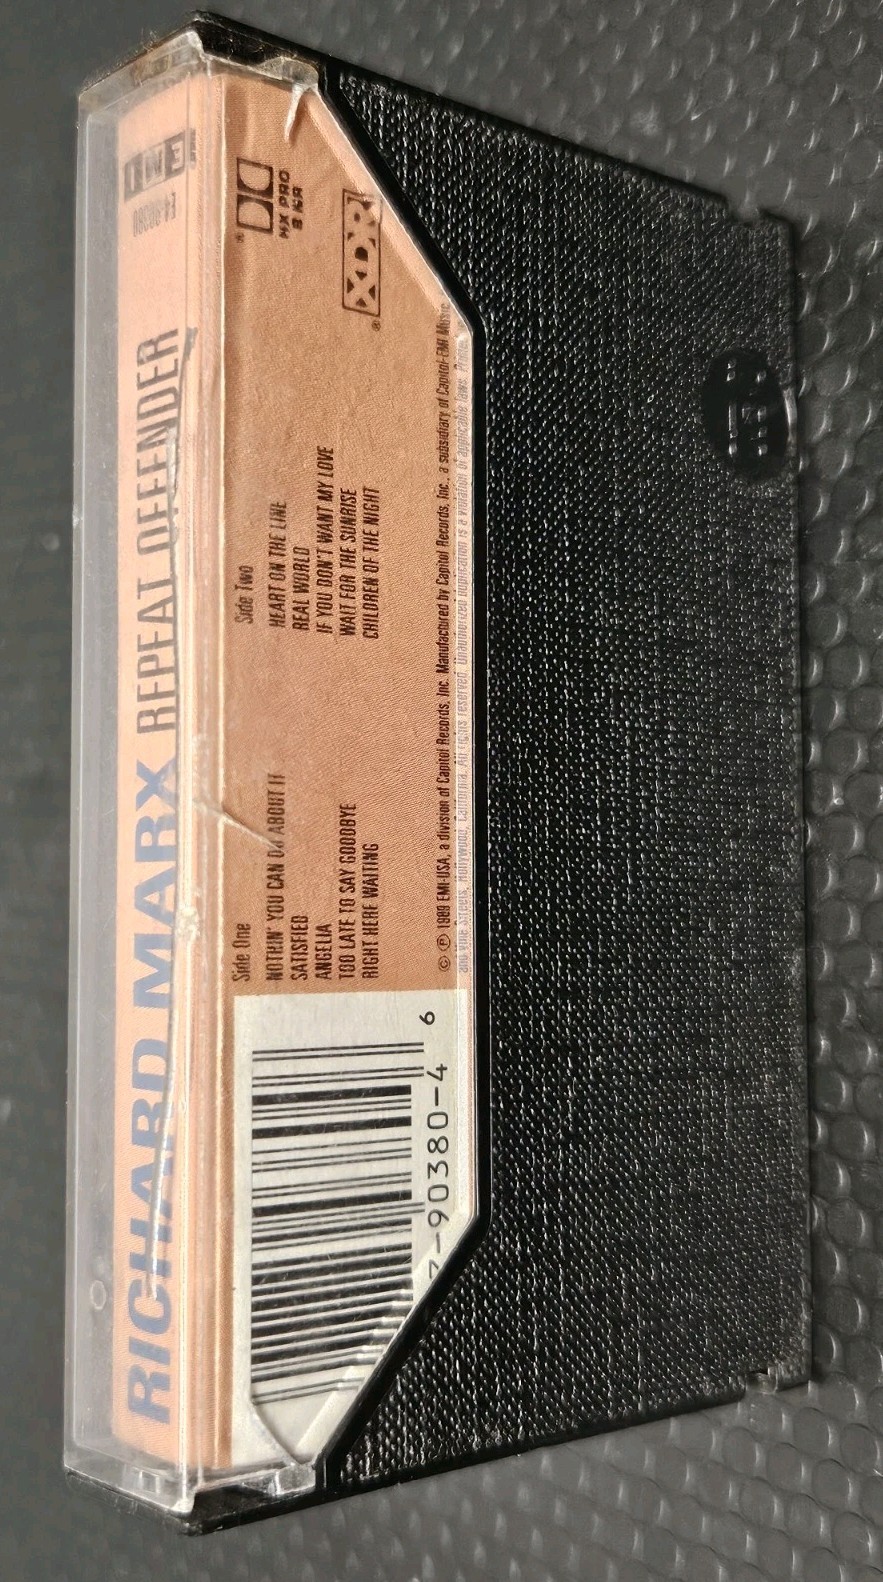 RICHARD MARX REPEAT OFFENDER
E4-90380
EMI
USA
Side One
NOTHIN' YOU CAN DO ABOUT IT
SATISFIED
ANGELIA
TOO LATE TO SAY GOODBYE
RIGHT HERE WAITING
Side Two
HEART ON THE LINE
REAL WORLD
IF YOU DON'T WANT MY LOVE
WAIT FOR THE SUNRISE
CHILDREN OF THE NIGHT
HX PRO
B NR
XDR®
© ℗ 1989 EMI-USA, a division of Capitol Records, Inc. Manufactured by Capitol Records, Inc., a subsidiary of Capitol-EMI Music
and Vine Streets, Hollywood, California. All rights reserved. Unauthorized duplication is a violation of applicable laws.
7-90380-4 6